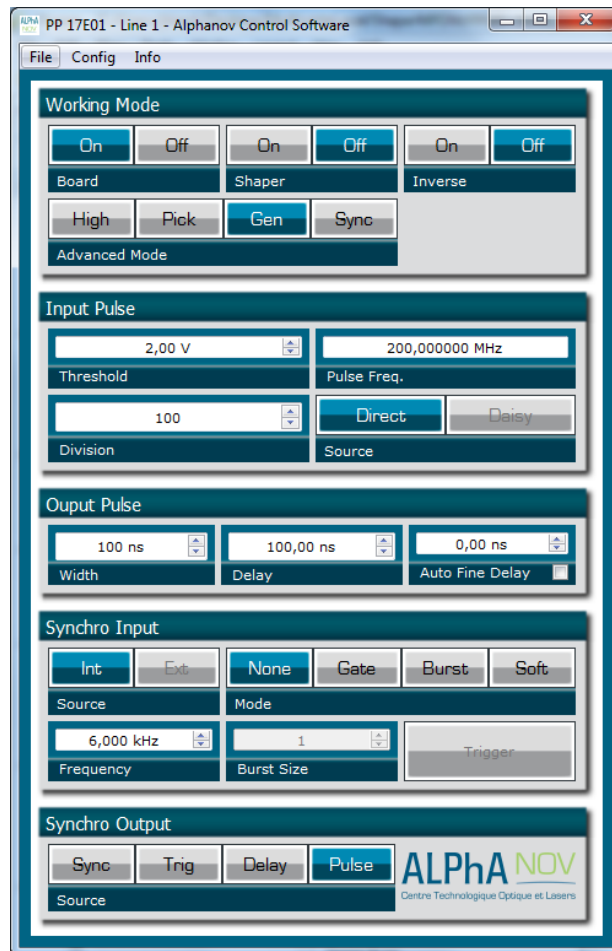 PP 17E01 - Line 1 - Alphanov Control Software
File Config Info
Working Mode
On Off On Off On Off
Board Shaper Inverse
High Pick Gen Sync
Advanced Mode
Input Pulse
2,00 V 200,000000 MHz
Threshold Pulse Freq.
100 Direct Daisy
Division Source
Ouput Pulse
100 ns 100,00 ns 0,00 ns
Width Delay Auto Fine Delay
Synchro Input
Int Ext None Gate Burst Soft
Source Mode
6,000 kHz 1 Trigger
Frequency Burst Size
Synchro Output
Sync Trig Delay Pulse ALPhA NOV
Source Centre Technologique Optique et Lasers